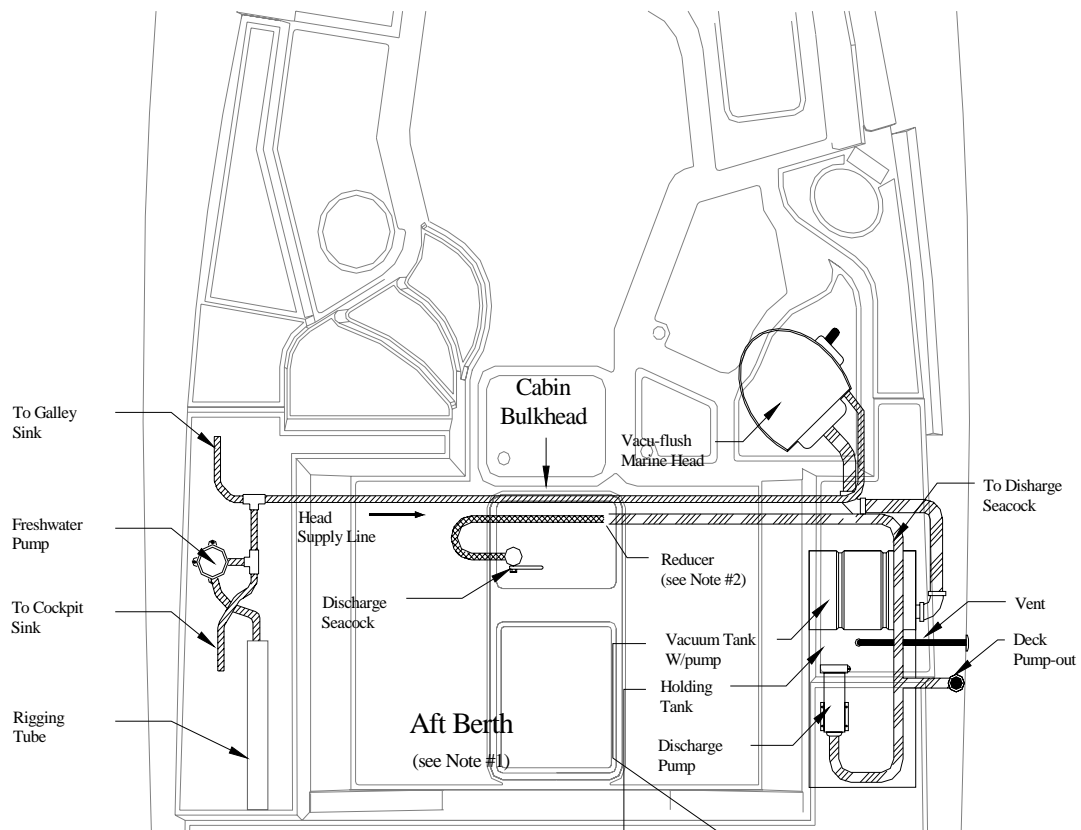 Cabin
Bulkhead
To Galley
Sink
Vacu-flush
Marine Head
To Disharge
Seacock
Freshwater
Pump
Head
Supply Line
Reducer
(see Note #2)
Discharge
Seacock
To Cockpit
Sink
Vent
Vacuum Tank
W/pump
Deck
Pump-out
Holding
Tank
Rigging
Tube
Aft Berth
(see Note #1)
Discharge
Pump